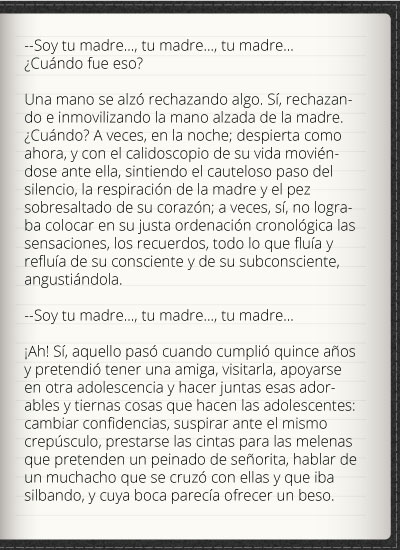 --Soy tu madre..., tu madre..., tu madre...
¿Cuándo fue eso?
Una mano se alzó rechazando algo. Sí, rechazan-
do e inmovilizando la mano alzada de la madre.
¿Cuándo? A veces, en la noche; despierta como
ahora, y con el calidoscopio de su vida movién-
dose ante ella, sintiendo el cauteloso paso del
silencio, la respiración de la madre y el pez
sobresaltado de su corazón; a veces, sí, no logra-
ba colocar en su justa ordenación cronológica las
sensaciones, los recuerdos, todo lo que fluía y
refluía de su consciente y de su subconsciente,
angustiándola.
--Soy tu madre..., tu madre..., tu madre...
¡Ah! Sí, aquello pasó cuando cumplió quince años
y pretendió tener una amiga, visitarla, apoyarse
en otra adolescencia y hacer juntas esas ador-
ables y tiernas cosas que hacen las adolescentes:
cambiar confidencias, suspirar ante el mismo
crepúsculo, prestarse las cintas para las melenas
que pretenden un peinado de señorita, hablar de
un muchacho que se cruzó con ellas y que iba
silbando, y cuya boca parecía ofrecer un beso.